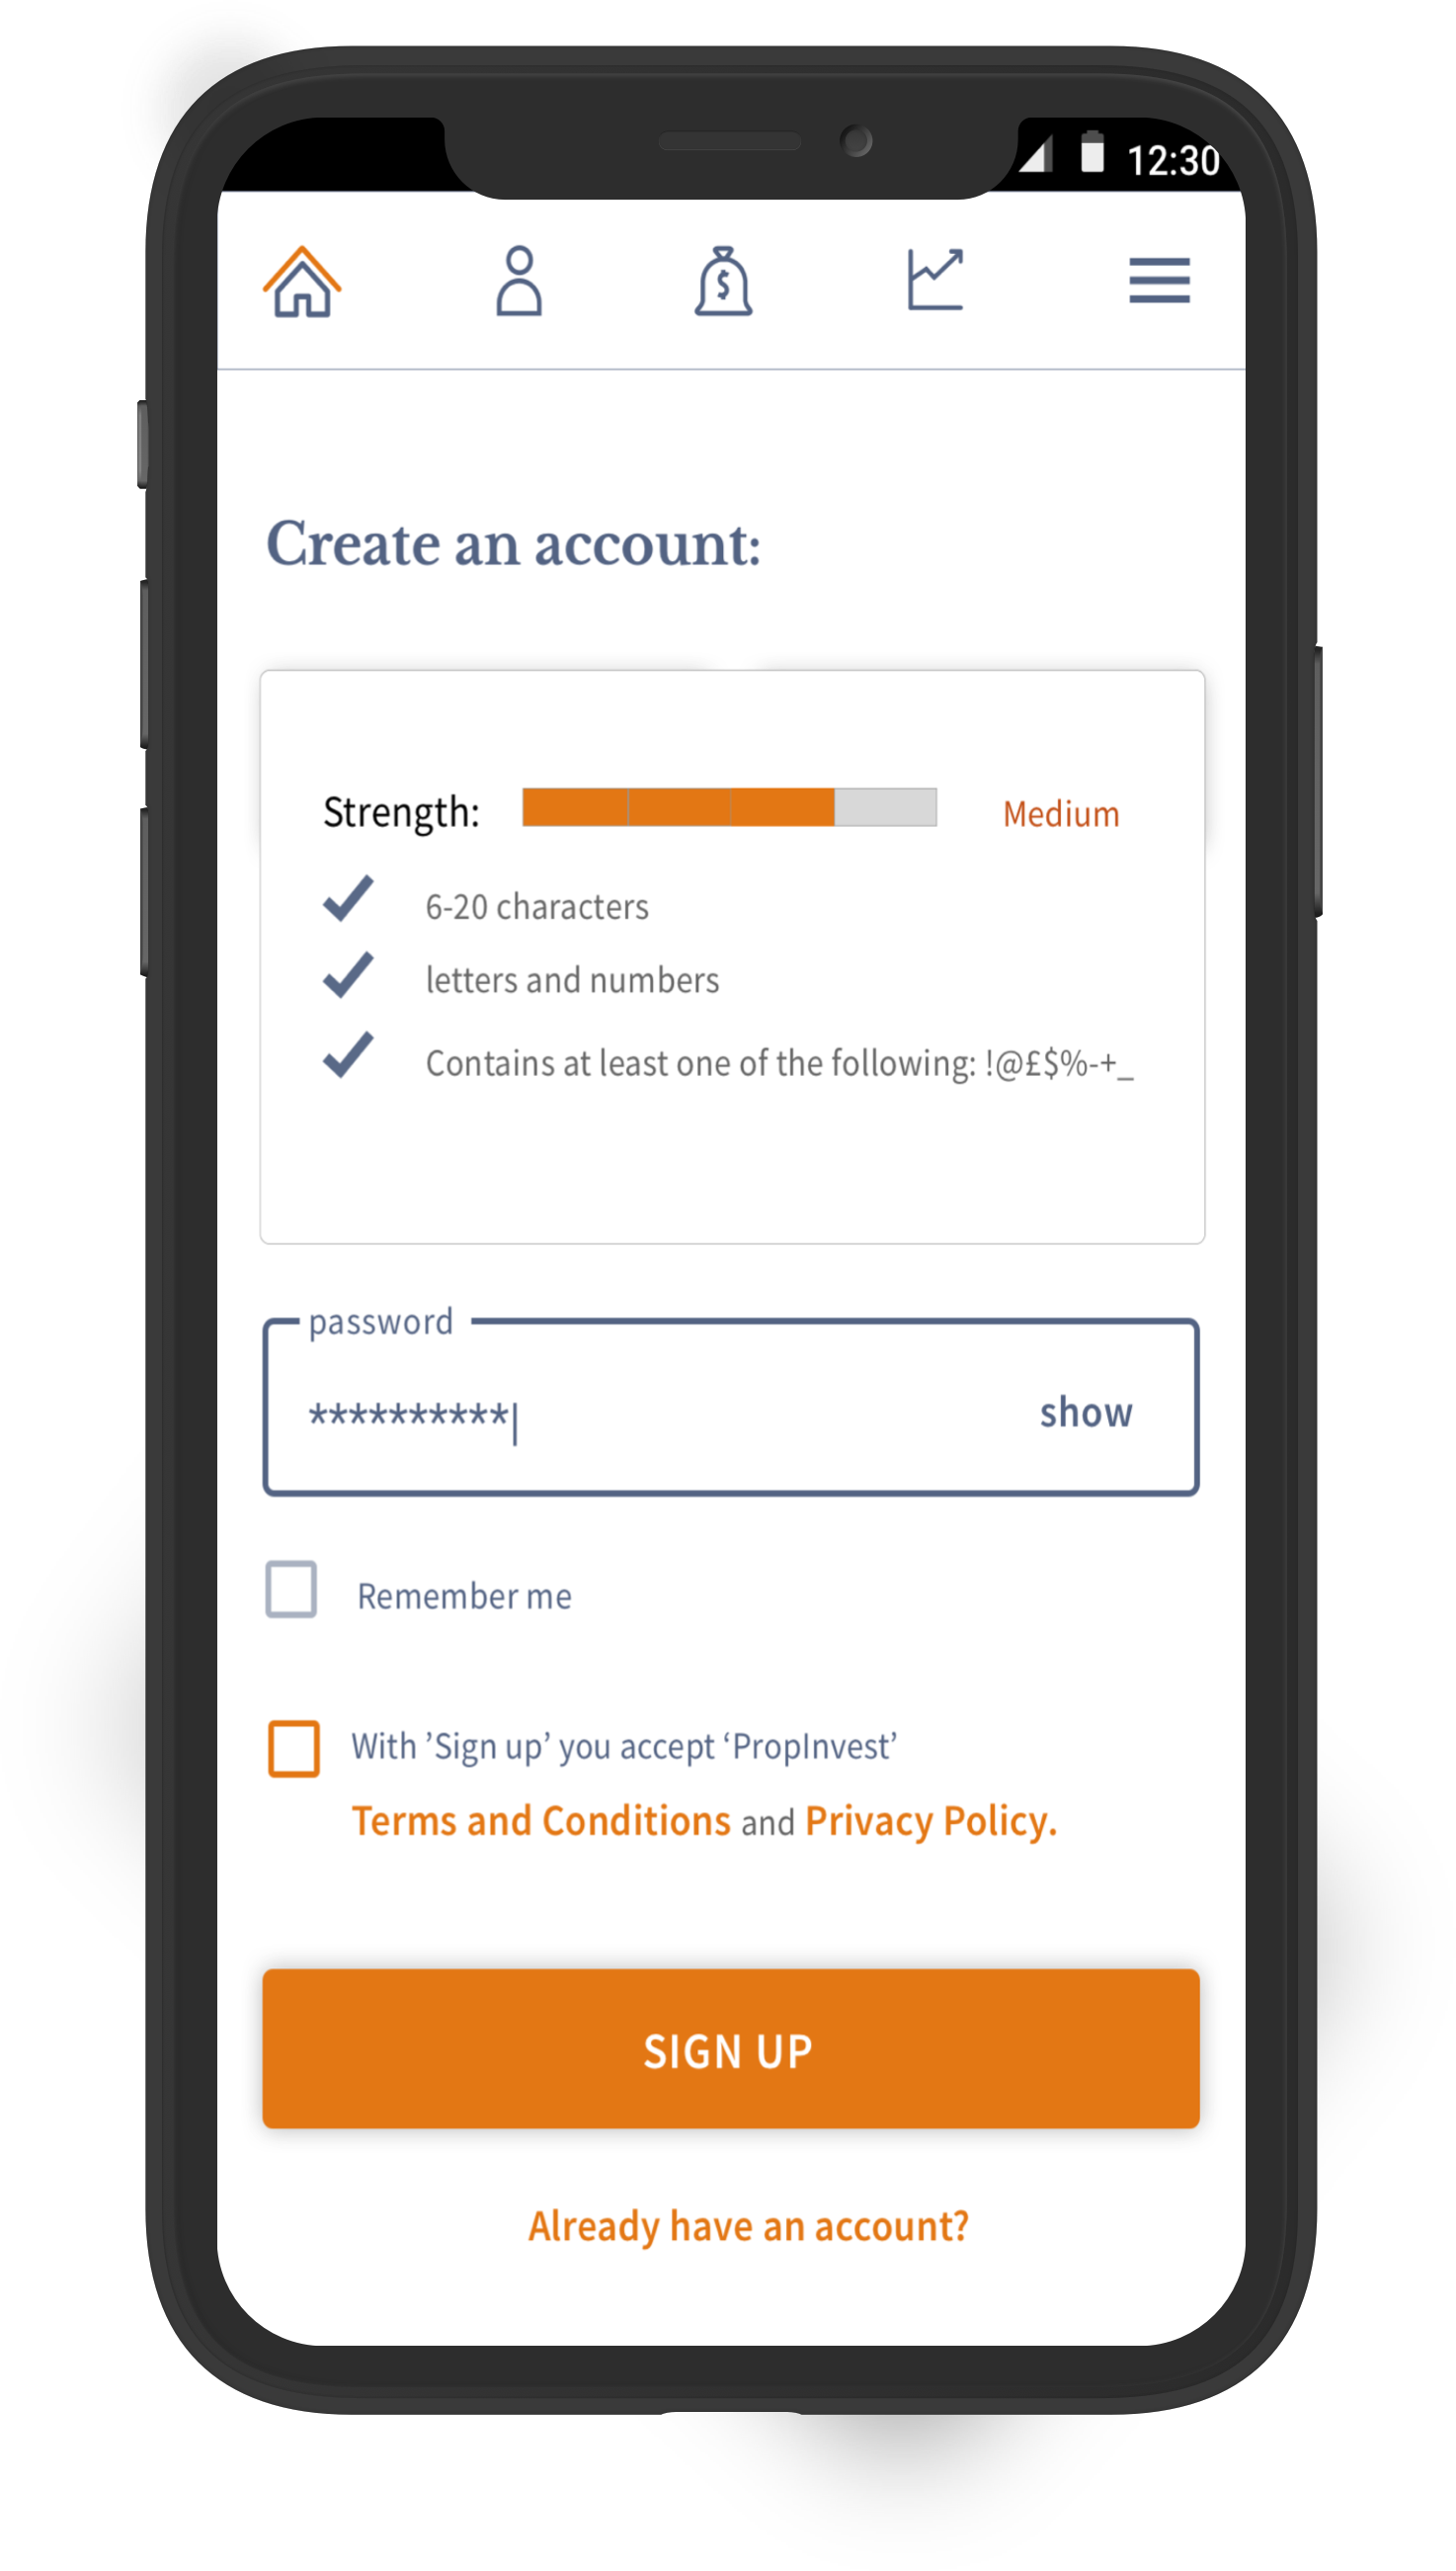 12:30
$
Create an account:
Strength: Medium
6-20 characters
letters and numbers
Contains at least one of the following: !@£$%-+_
password
**********| show
Remember me
With ’Sign up’ you accept ‘PropInvest’
Terms and Conditions and Privacy Policy.
SIGN UP
Already have an account?